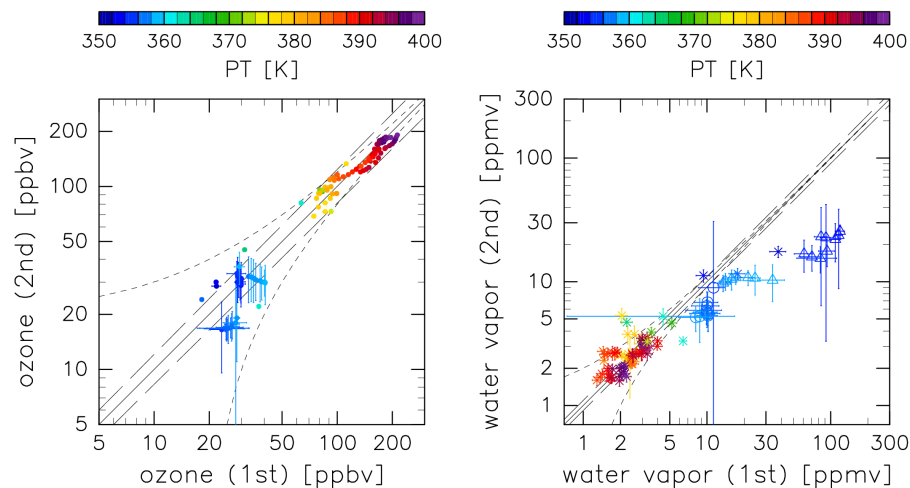 350 360 370 380 390 400
PT [K]
350 360 370 380 390 400
PT [K]
ozone (2nd) [ppbv]
200
100
50
20
10
5
5 10 20 50 100 200
ozone (1st) [ppbv]
water vapor (2nd) [ppmv]
300
100
30
10
5
3
1
1 2 5 10 30 100 300
water vapor (1st) [ppmv]